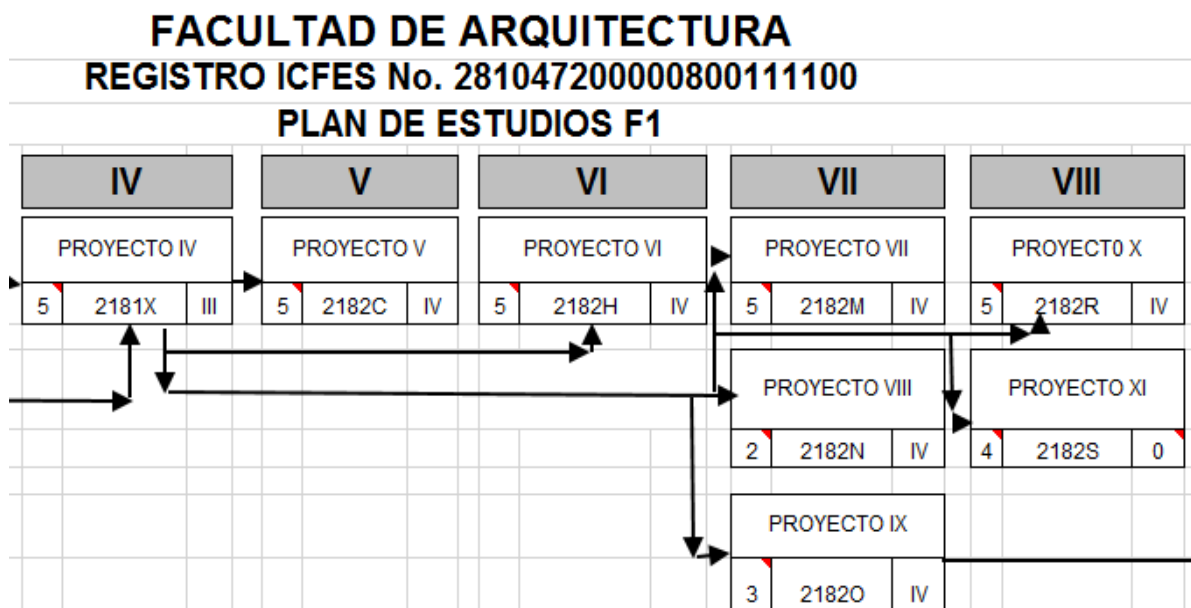 FACULTAD DE ARQUITECTURA
REGISTRO ICFES No. 281047200000800111100
PLAN DE ESTUDIOS F1
IV V VI VII VIII
PROYECTO IV PROYECTO V PROYECTO VI PROYECTO VII PROYECT0 X
5 2181X III 5 2182C IV 5 2182H IV 5 2182M IV 5 2182R IV
PROYECTO VIII PROYECTO XI
2 2182N IV 4 2182S 0
PROYECTO IX
3 2182O IV